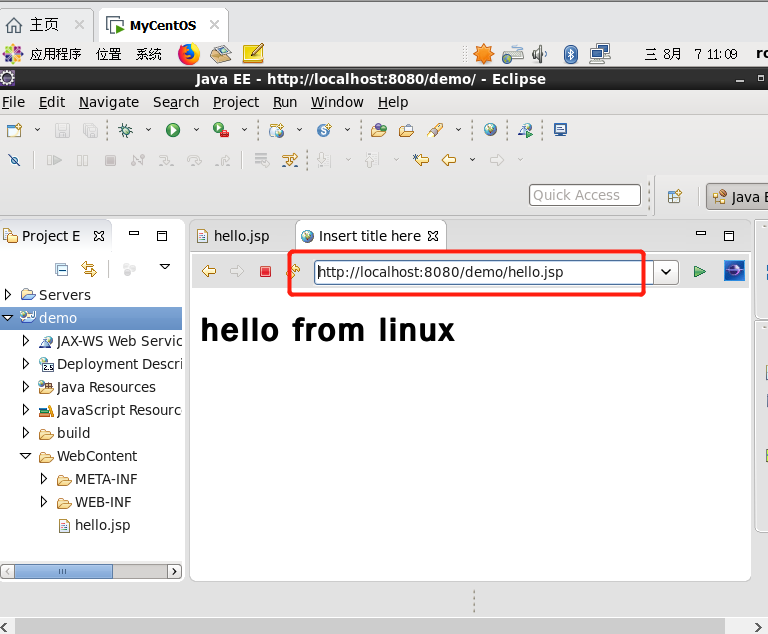 主页
MyCentOS
应用程序 位置 系统 三 8月 7 11:09
Java EE - http://localhost:8080/demo/ - Eclipse
File Edit Navigate Search Project Run Window Help
Quick Access
Java E
Project E
hello.jsp
Insert title here
http://localhost:8080/demo/hello.jsp
hello from linux
Servers
demo
JAX-WS Web Servic
Deployment Descri
Java Resources
JavaScript Resourc
build
WebContent
META-INF
WEB-INF
hello.jsp